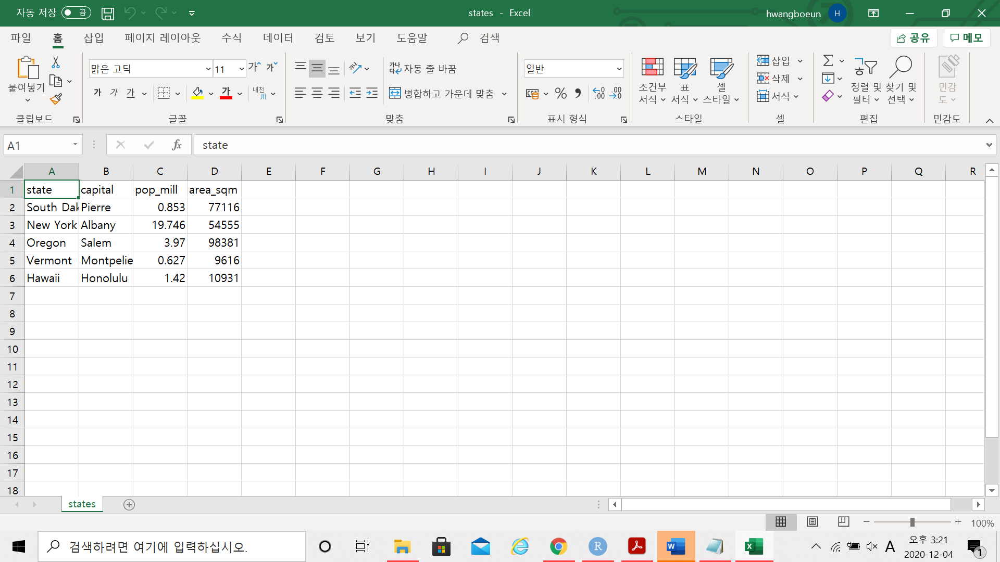 자동 저장 끔 states - Excel hwangboeun H
파일 홈 삽입 페이지 레이아웃 수식 데이터 검토 보기 도움말 검색 공유 메모
붙여넣기
클립보드
맑은 고딕 11 가 가
가 가 가 가 내천 川
글꼴
가나다라 자동 줄 바꿈
병합하고 가운데 맞춤
맞춤
일반
% , .00 .00
표시 형식
조건부 서식 표 서식 셀 스타일
스타일
삽입
삭제
서식
셀
정렬 및 필터 찾기 및 선택
편집
민감도
민감도
A1 fx state
A B C D E F G H I J K L M N O P Q R
1 state capital pop_mill area_sqm
2 South Dak Pierre 0.853 77116
3 New York Albany 19.746 54555
4 Oregon Salem 3.97 98381
5 Vermont Montpelie 0.627 9616
6 Hawaii Honolulu 1.42 10931
7
8
9
10
11
12
13
14
15
16
17
18
states
100%
검색하려면 여기에 입력하십시오.
A 오후 3:21
2020-12-04 1